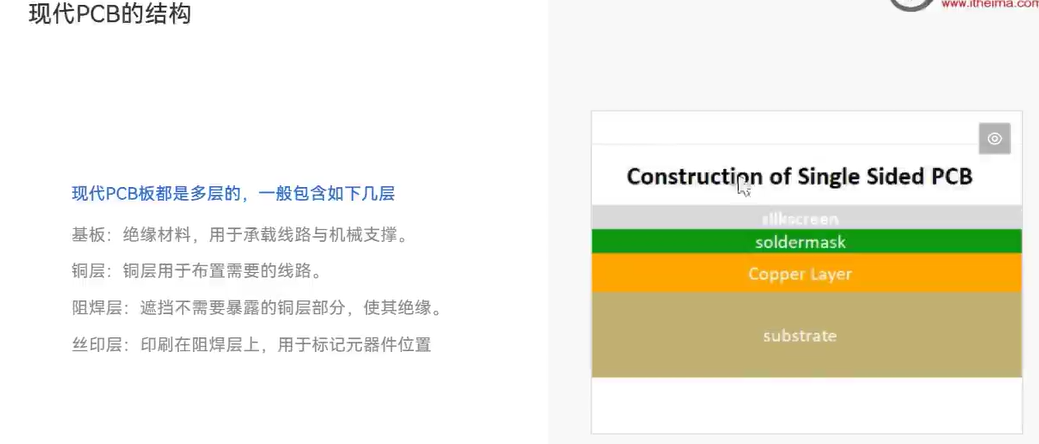 现代PCB的结构
www.itheima.com
现代PCB板都是多层的，一般包含如下几层
基板：绝缘材料，用于承载线路与机械支撑。
铜层：铜层用于布置需要的线路。
阻焊层：遮挡不需要暴露的铜层部分，使其绝缘。
丝印层：印刷在阻焊层上，用于标记元器件位置
Construction of Single Sided PCB
silkscreen
soldermask
Copper Layer
substrate